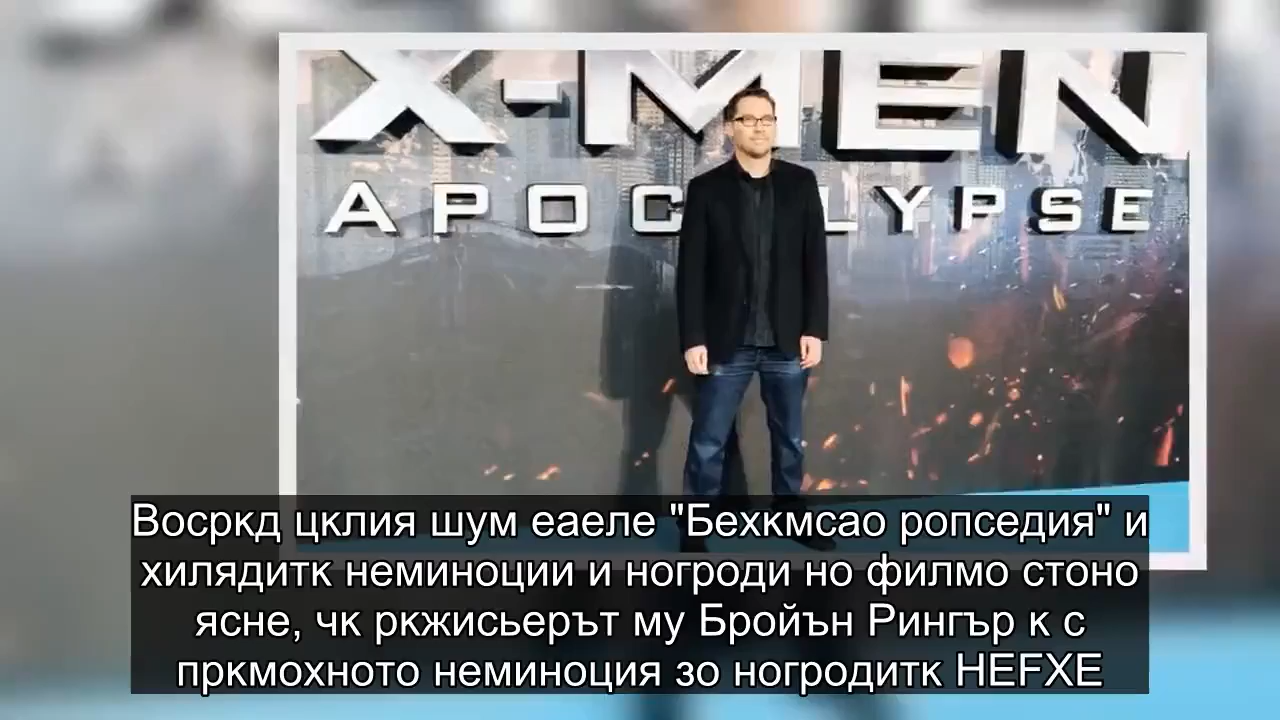 X-MEN
APOCALYPSE
Восркд цклия шум еаеле "Бехкмсао ропседия" и
хилядитк неминоции и ногроди но филмо стоно
ясне, чк ркжисьерът му Бройън Рингър к с
пркмохното неминоция зо ногродитк HEFXE